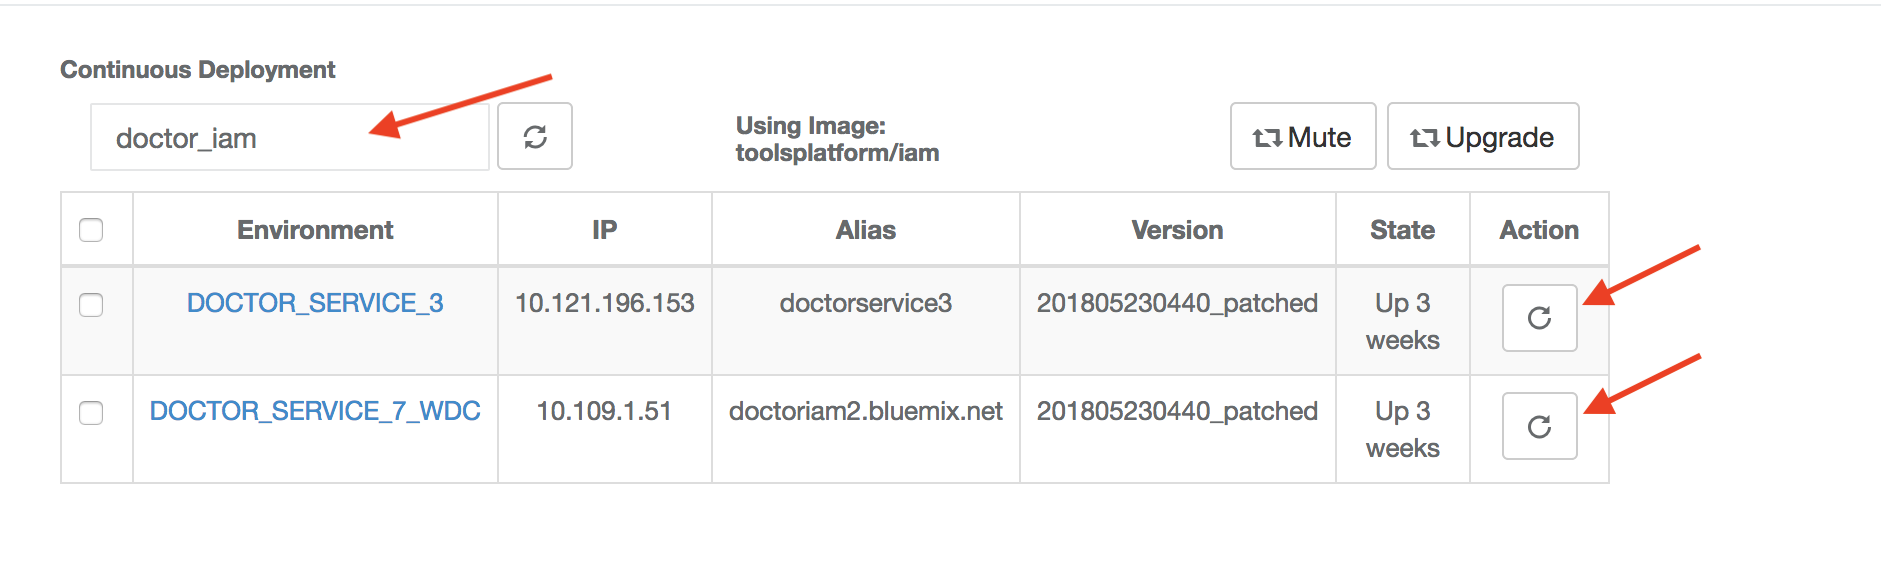 Continuous Deployment
doctor_iam
Using Image:
toolsplatform/iam
Mute
Upgrade
Environment IP Alias Version State Action
DOCTOR_SERVICE_3 10.121.196.153 doctorservice3 201805230440_patched Up 3
weeks
DOCTOR_SERVICE_7_WDC 10.109.1.51 doctoriam2.bluemix.net 201805230440_patched Up 3
weeks